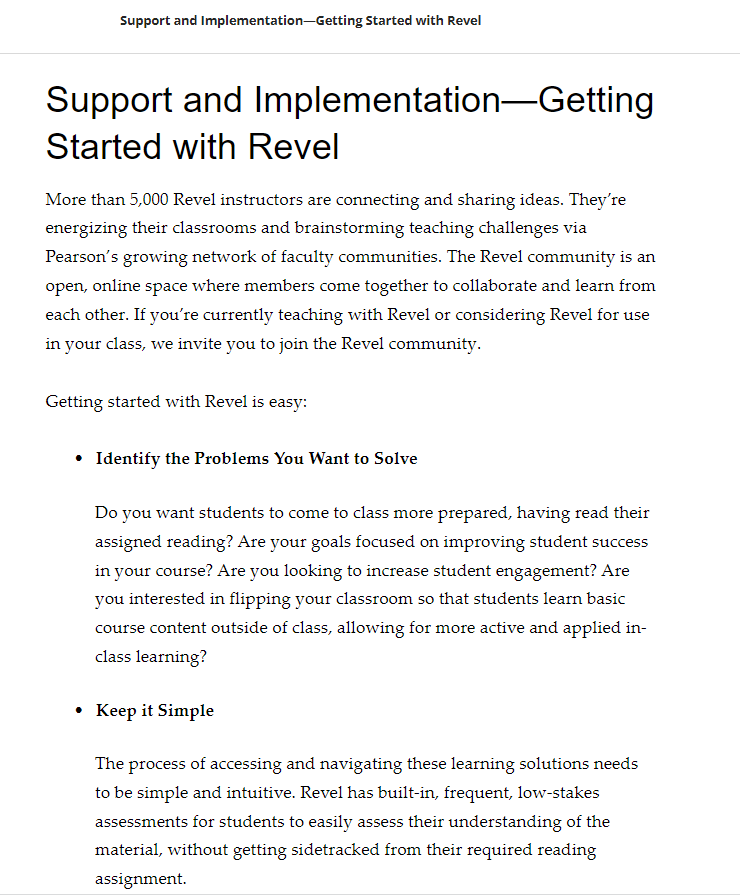 Support and Implementation—Getting Started with Revel
Support and Implementation—Getting
Started with Revel
More than 5,000 Revel instructors are connecting and sharing ideas. They’re
energizing their classrooms and brainstorming teaching challenges via
Pearson’s growing network of faculty communities. The Revel community is an
open, online space where members come together to collaborate and learn from
each other. If you’re currently teaching with Revel or considering Revel for use
in your class, we invite you to join the Revel community.
Getting started with Revel is easy:
• Identify the Problems You Want to Solve
Do you want students to come to class more prepared, having read their
assigned reading? Are your goals focused on improving student success
in your course? Are you looking to increase student engagement? Are
you interested in flipping your classroom so that students learn basic
course content outside of class, allowing for more active and applied in-
class learning?
• Keep it Simple
The process of accessing and navigating these learning solutions needs
to be simple and intuitive. Revel has built-in, frequent, low-stakes
assessments for students to easily assess their understanding of the
material, without getting sidetracked from their required reading
assignment.